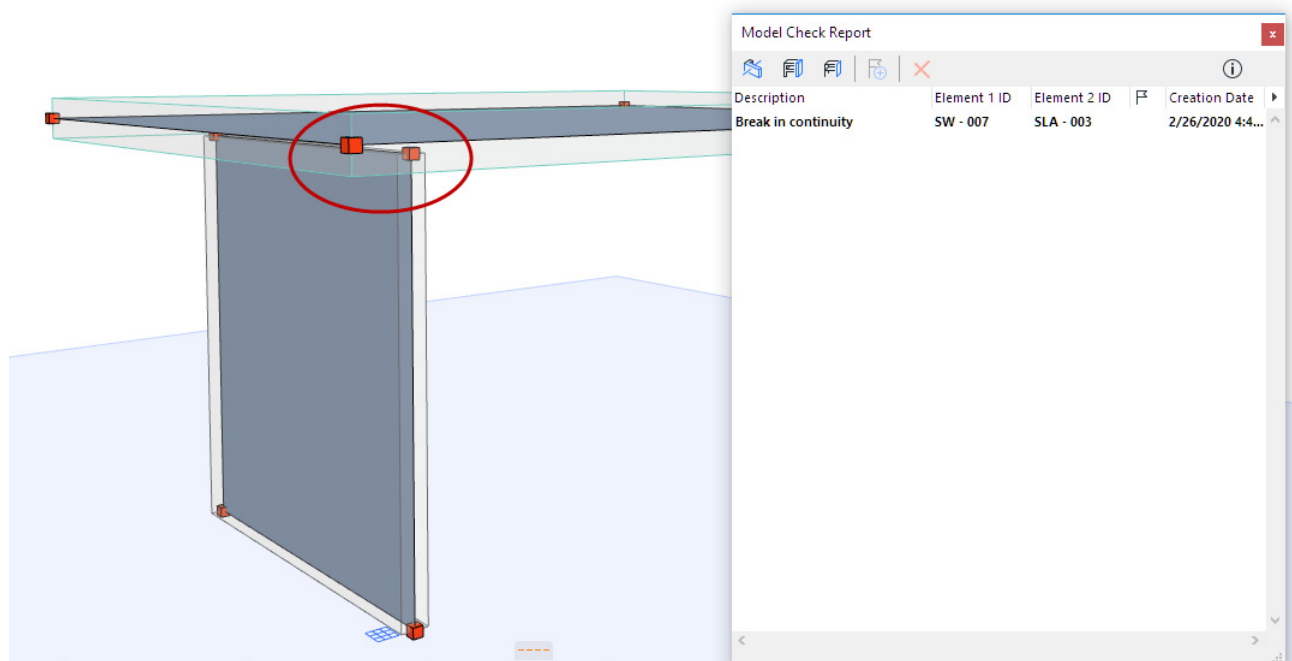 Model Check Report
Description Element 1 ID Element 2 ID Creation Date
Break in continuity SW - 007 SLA - 003 2/26/2020 4:4...